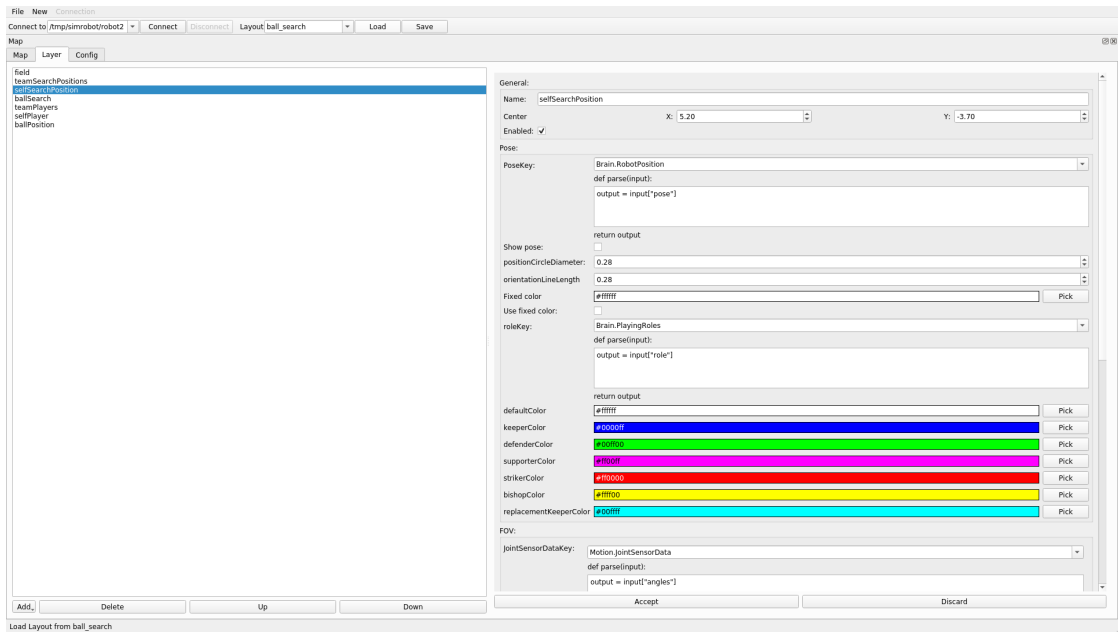 File New Connection
Connect to /tmp/simrobot/robot2 Connect Disconnect Layout ball_search Load Save
Map
Map Layer Config
field
teamSearchPositions
selfSearchPosition
ballSearch
teamPlayers
selfPlayer
ballPosition
Add Delete Up Down
General:
Name: selfSearchPosition
Center X: 5.20 Y: -3.70
Enabled:
Pose:
PoseKey: Brain.RobotPosition
def parse(input):
output = input["pose"]
return output
Show pose:
positionCircleDiameter: 0.28
orientationLineLength 0.28
Fixed color #ffffff Pick
Use fixed color:
roleKey: Brain.PlayingRoles
def parse(input):
output = input["role"]
return output
defaultColor #ffffff Pick
keeperColor #0000ff Pick
defenderColor #00ff00 Pick
supporterColor #ff00ff Pick
strikerColor #ff0000 Pick
bishopColor #ffff00 Pick
replacementKeeperColor #00ffff Pick
FOV:
JointSensorDataKey: Motion.JointSensorData
def parse(input):
output = input["angles"]
Accept Discard
Load Layout from ball_search